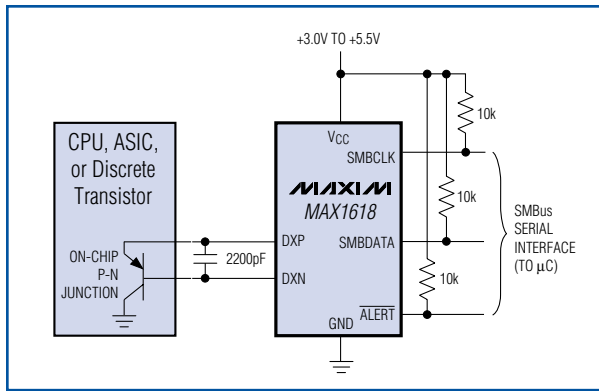 +3.0V TO +5.5V
CPU, ASIC,
or Discrete
Transistor
ON-CHIP
P-N
JUNCTION
2200pF
VCC
SMBCLK
MAXIM
MAX1618
DXP
SMBDATA
DXN
ALERT
GND
10k
10k
10k
SMBus
SERIAL
INTERFACE
(TO µC)